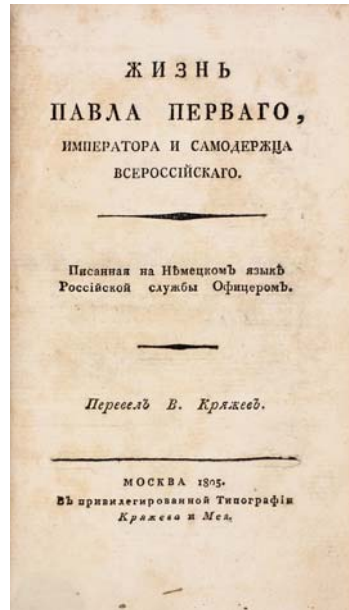 ЖИЗНЬ
ПАВЛА ПЕРВАГО,
ИМПЕРАТОРА И САМОДЕРЖЦА
ВСЕРОССІЙСКАГО.
Писанная на Нѣмецкомъ языкѣ
Россійской службы Офицеромъ.
Перевелъ В. Кряжевъ.
МОСКВА 1805.
Въ привилегированной Типографіи
Кряжева и Мея.